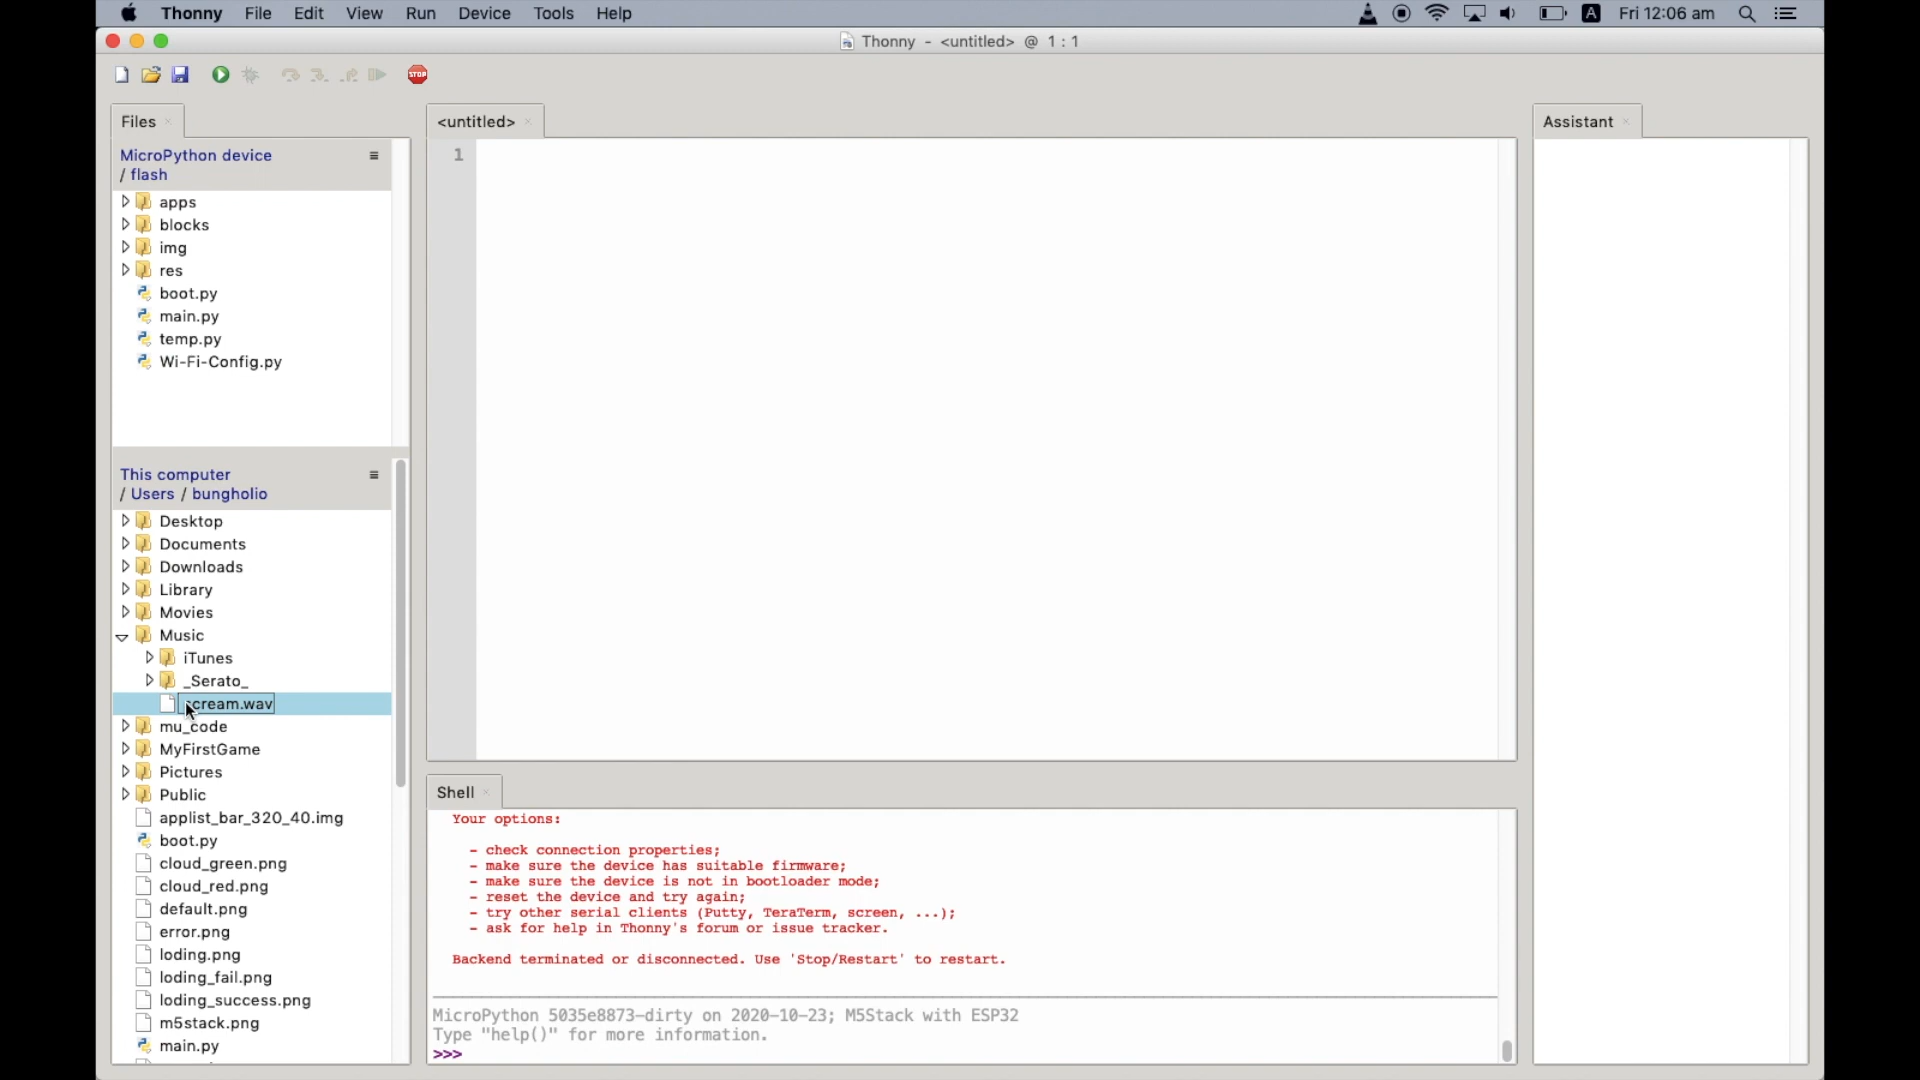 Thonny File Edit View Run Device Tools Help
A Fri 12:06 am
Thonny - <untitled> @ 1 : 1
STOP
Files
<untitled>
Assistant
MicroPython device
/ flash
1
apps
blocks
img
res
boot.py
main.py
temp.py
Wi-Fi-Config.py
This computer
/ Users / bungholio
Desktop
Documents
Downloads
Library
Movies
Music
iTunes
_Serato_
scream.wav
mu_code
MyFirstGame
Pictures
Public
applist_bar_320_40.img
boot.py
cloud_green.png
cloud_red.png
default.png
error.png
loding.png
loding_fail.png
loding_success.png
m5stack.png
main.py
Shell
Your options:
- check connection properties;
- make sure the device has suitable firmware;
- make sure the device is not in bootloader mode;
- reset the device and try again;
- try other serial clients (Putty, TeraTerm, screen, ...);
- ask for help in Thonny's forum or issue tracker.
Backend terminated or disconnected. Use 'Stop/Restart' to restart.
MicroPython 5035e8873-dirty on 2020-10-23; M5Stack with ESP32
Type "help()" for more information.
>>>